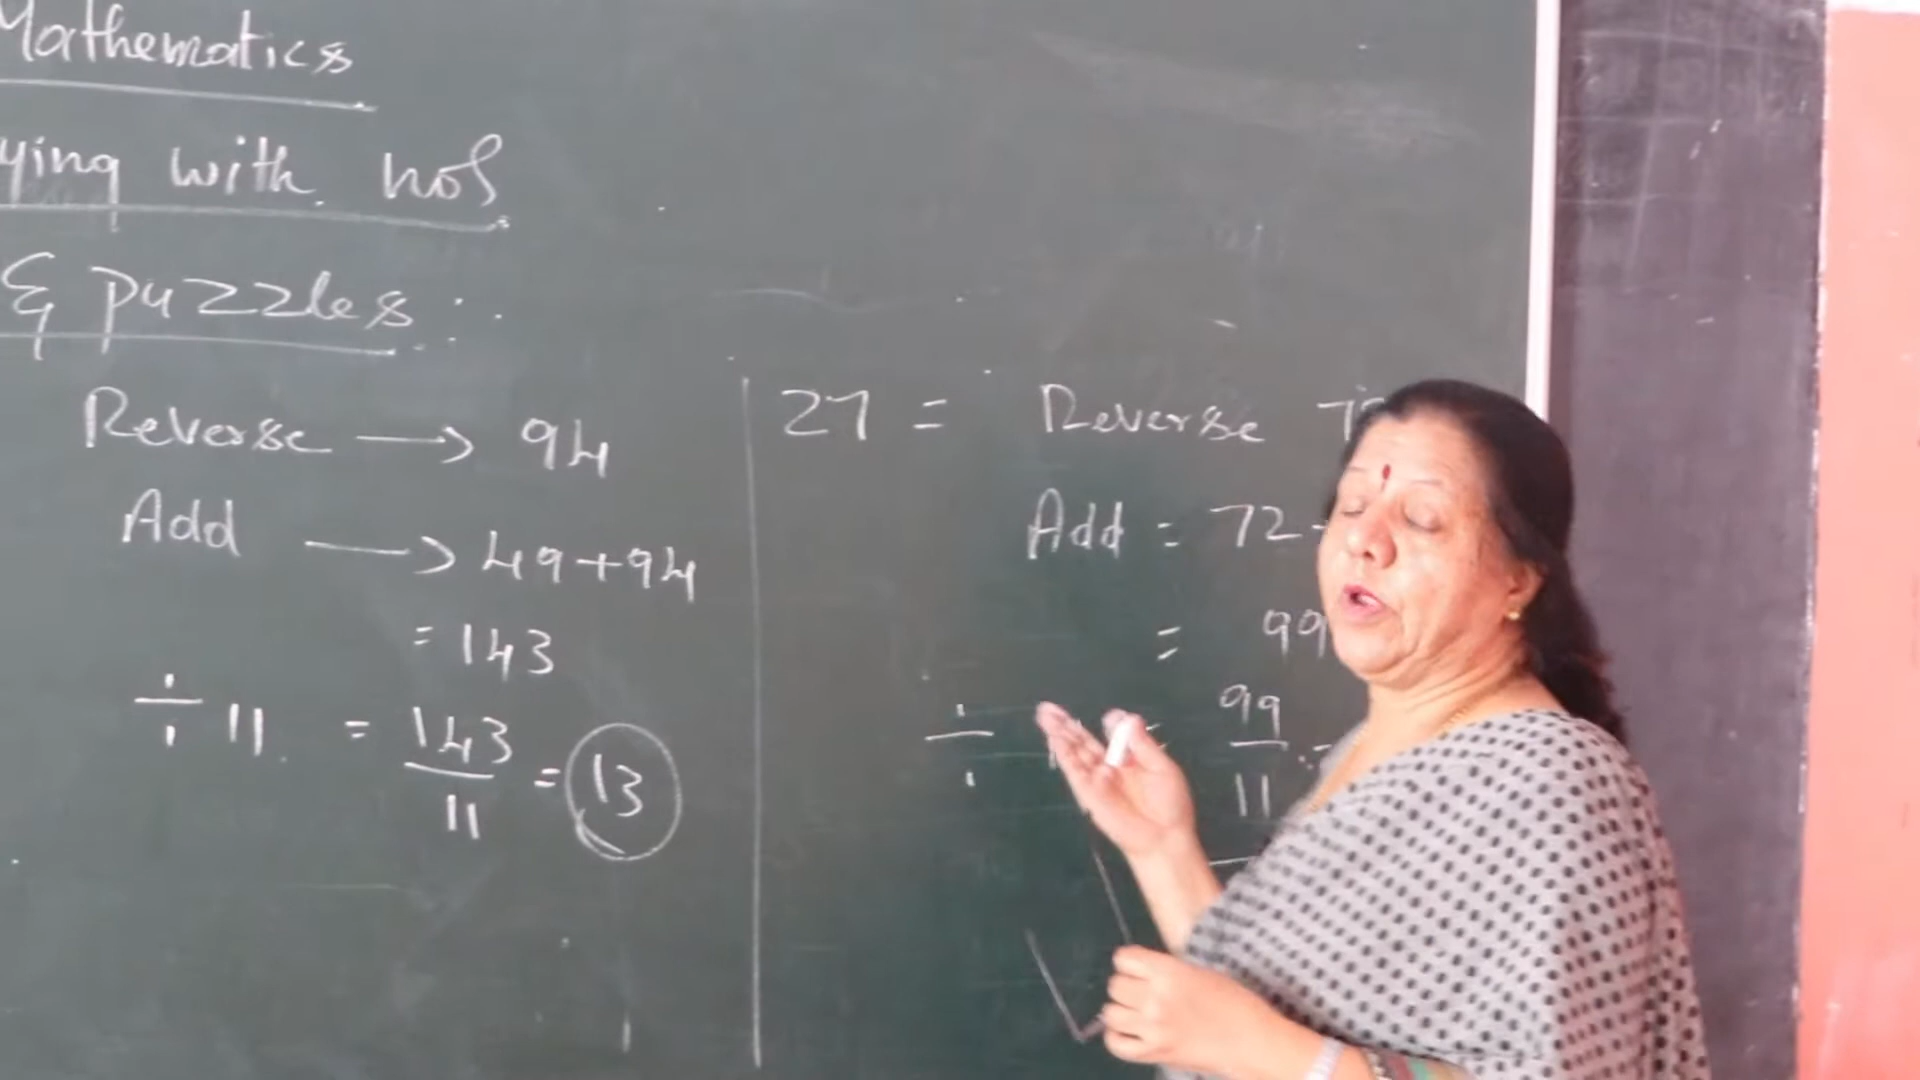 Mathematics
ying with nos
& puzzles :.
Reverse → 94
Add → 49+94
= 143
÷ 11 = 143/11 = 13
27 = Reverse 72
Add = 72
= 99
÷ = 99/11